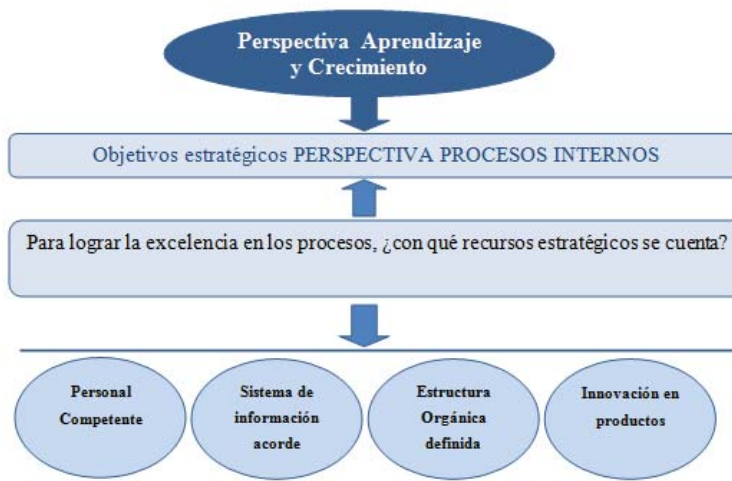 Perspectiva Aprendizaje
y Crecimiento
Objetivos estratégicos PERSPECTIVA PROCESOS INTERNOS
Para lograr la excelencia en los procesos, ¿con qué recursos estratégicos se cuenta?
Personal
Competente
Sistema de
información
acorde
Estructura
Orgánica
definida
Innovación en
productos